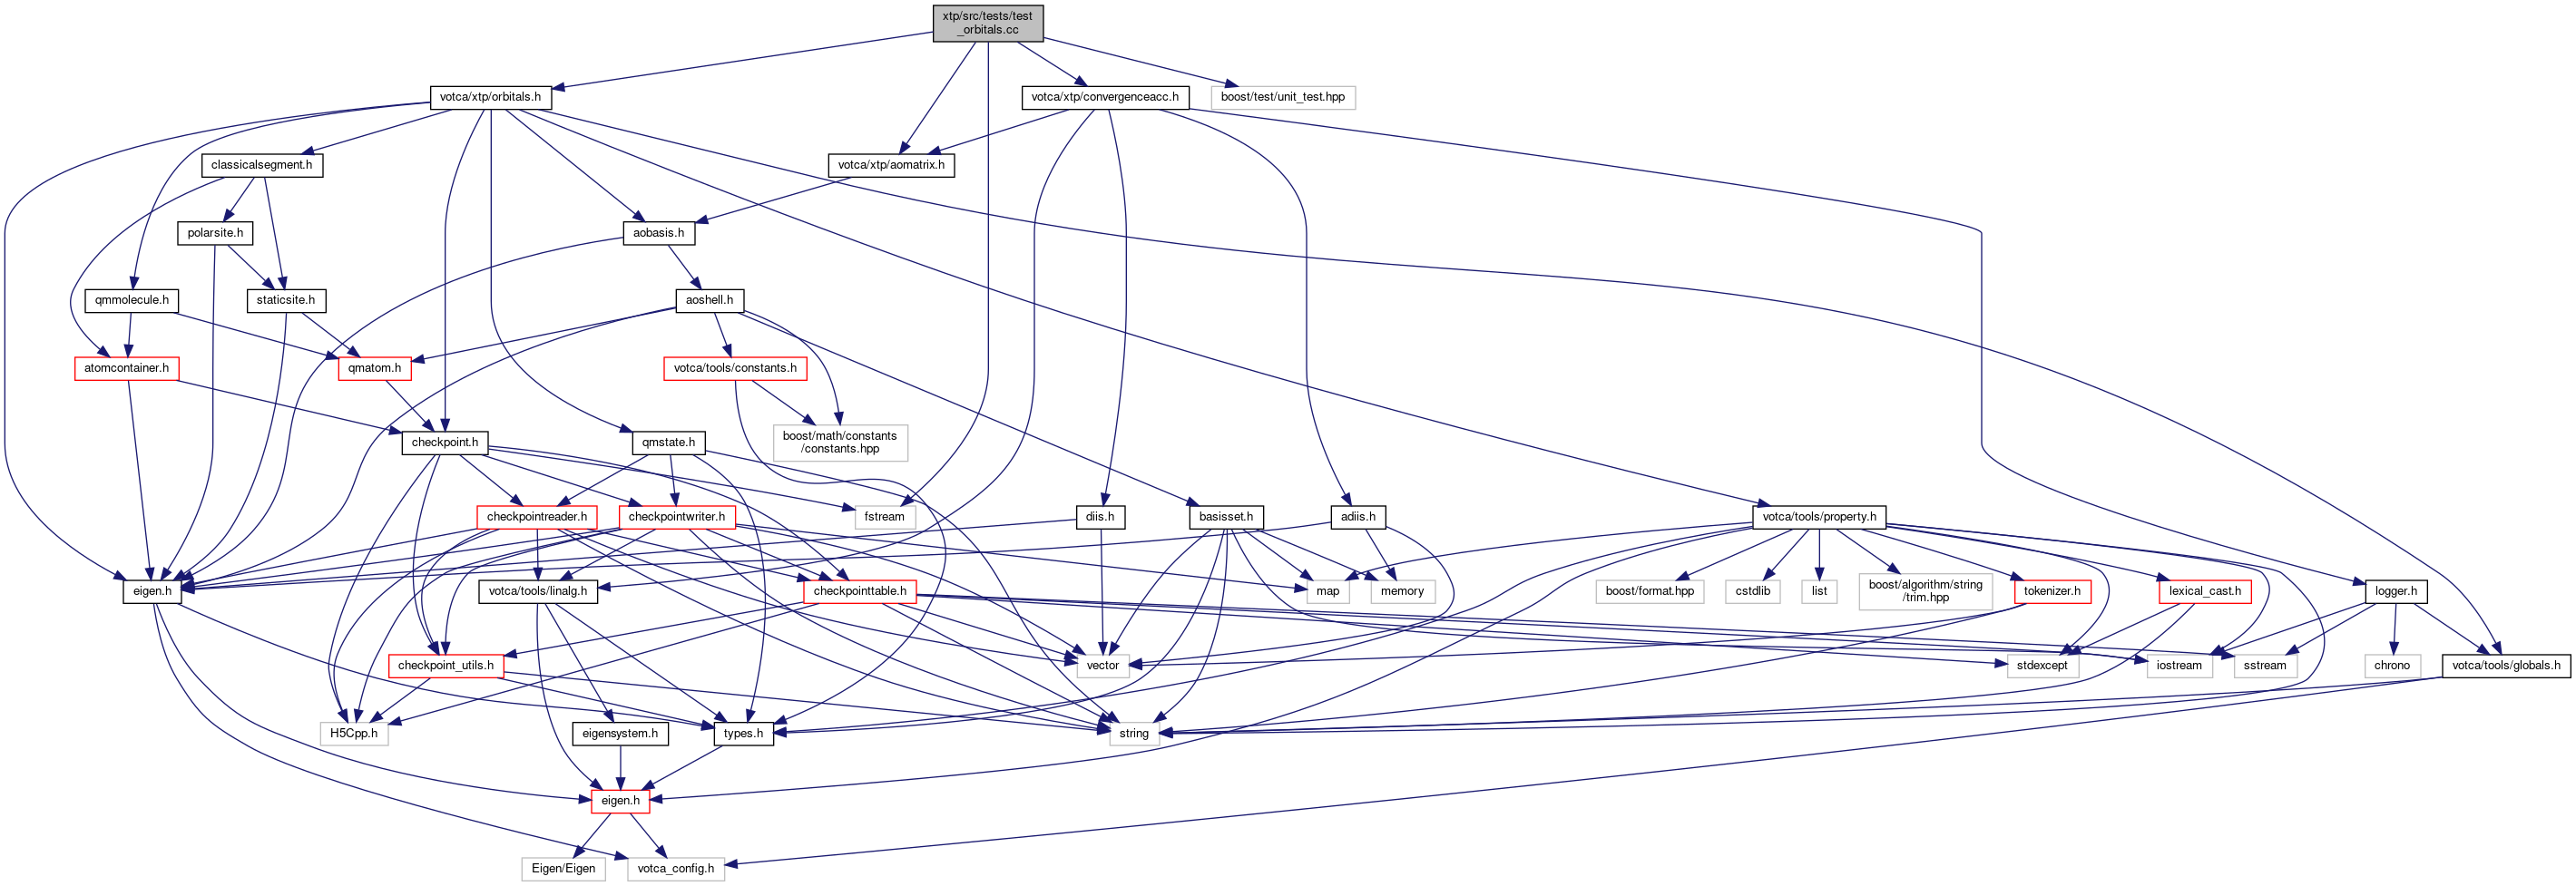 xtp/src/tests/test
_orbitals.cc
votca/xtp/orbitals.h
votca/xtp/convergenceacc.h
boost/test/unit_test.hpp
classicalsegment.h
votca/xtp/aomatrix.h
polarsite.h
aobasis.h
qmmolecule.h
staticsite.h
aoshell.h
atomcontainer.h
qmatom.h
votca/tools/constants.h
checkpoint.h
qmstate.h
boost/math/constants
/constants.hpp
checkpointreader.h
checkpointwriter.h
fstream
diis.h
basisset.h
adiis.h
votca/tools/property.h
eigen.h
votca/tools/linalg.h
checkpointtable.h
map
memory
boost/format.hpp
cstdlib
list
boost/algorithm/string
/trim.hpp
tokenizer.h
lexical_cast.h
logger.h
checkpoint_utils.h
vector
stdexcept
iostream
sstream
chrono
votca/tools/globals.h
H5Cpp.h
eigensystem.h
types.h
string
eigen.h
Eigen/Eigen
votca_config.h